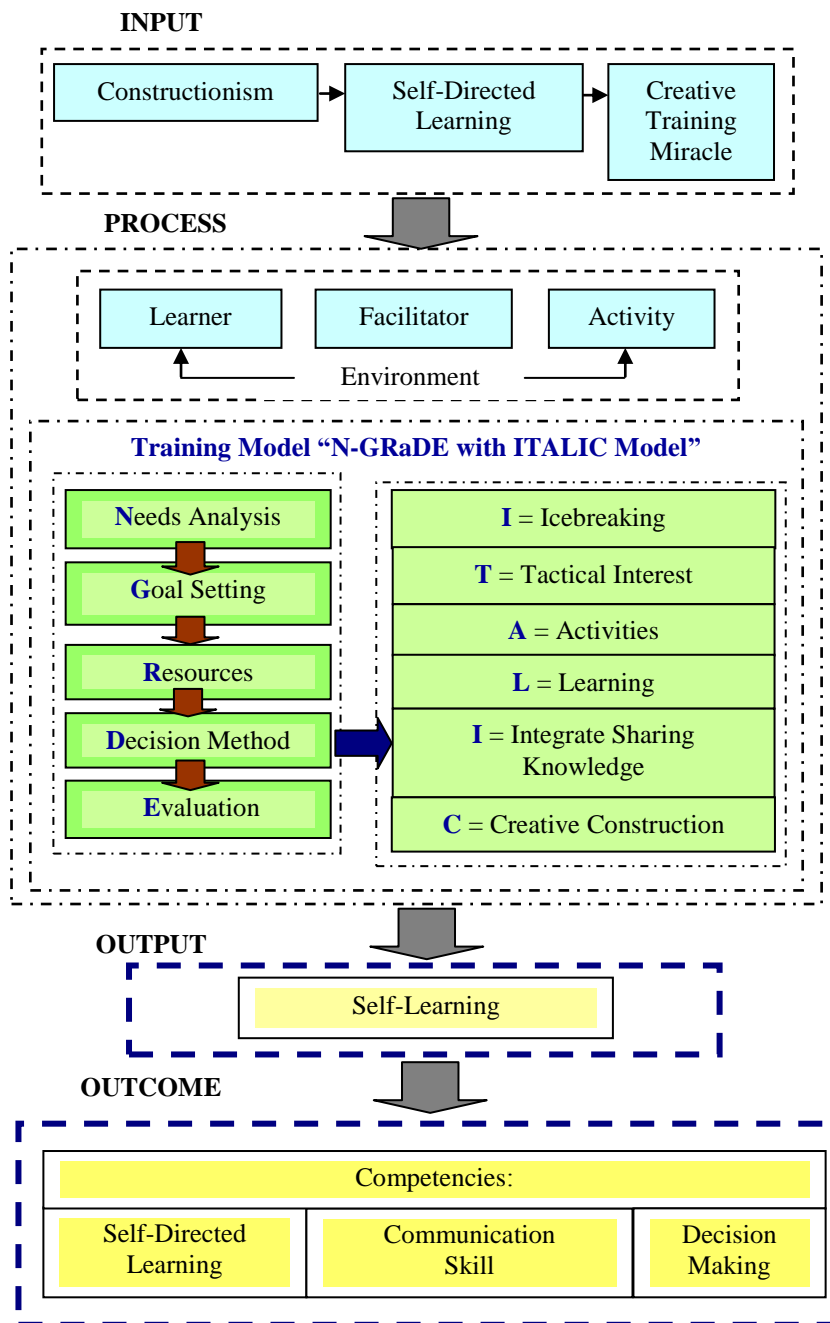 INPUT
Constructionism
Self-Directed
Learning
Creative
Training
Miracle
PROCESS
Learner
Facilitator
Activity
Environment
Training Model “N-GRaDE with ITALIC Model”
Needs Analysis
Goal Setting
Resources
Decision Method
Evaluation
I = Icebreaking
T = Tactical Interest
A = Activities
L = Learning
I = Integrate Sharing
Knowledge
C = Creative Construction
OUTPUT
Self-Learning
OUTCOME
Competencies:
Self-Directed
Learning
Communication
Skill
Decision
Making